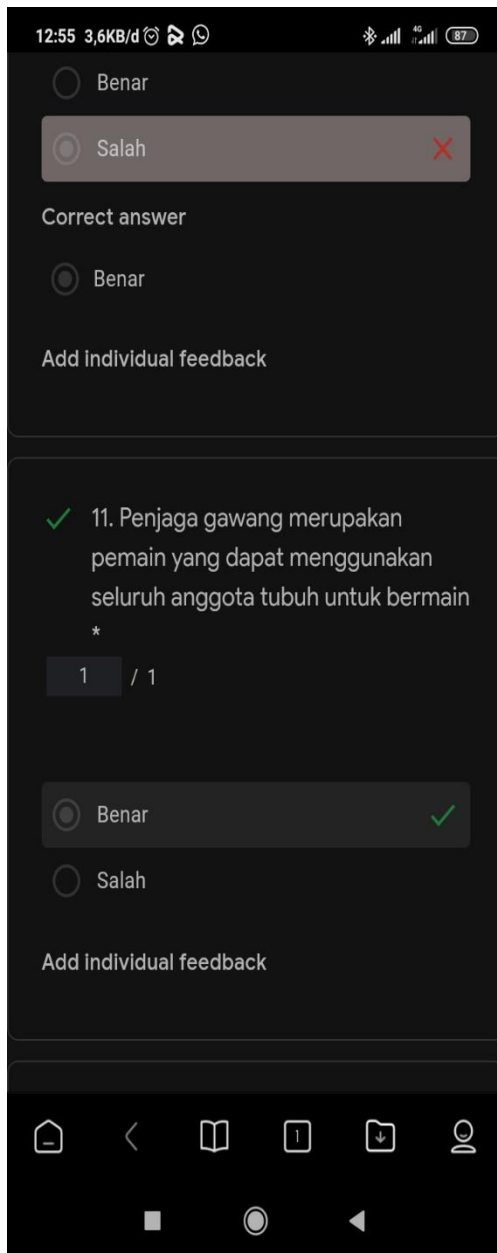 12:55 3,6KB/d 4G 87
Benar
Salah
Correct answer
Benar
Add individual feedback
11. Penjaga gawang merupakan
pemain yang dapat menggunakan
seluruh anggota tubuh untuk bermain
*
1 / 1
Benar
Salah
Add individual feedback
1